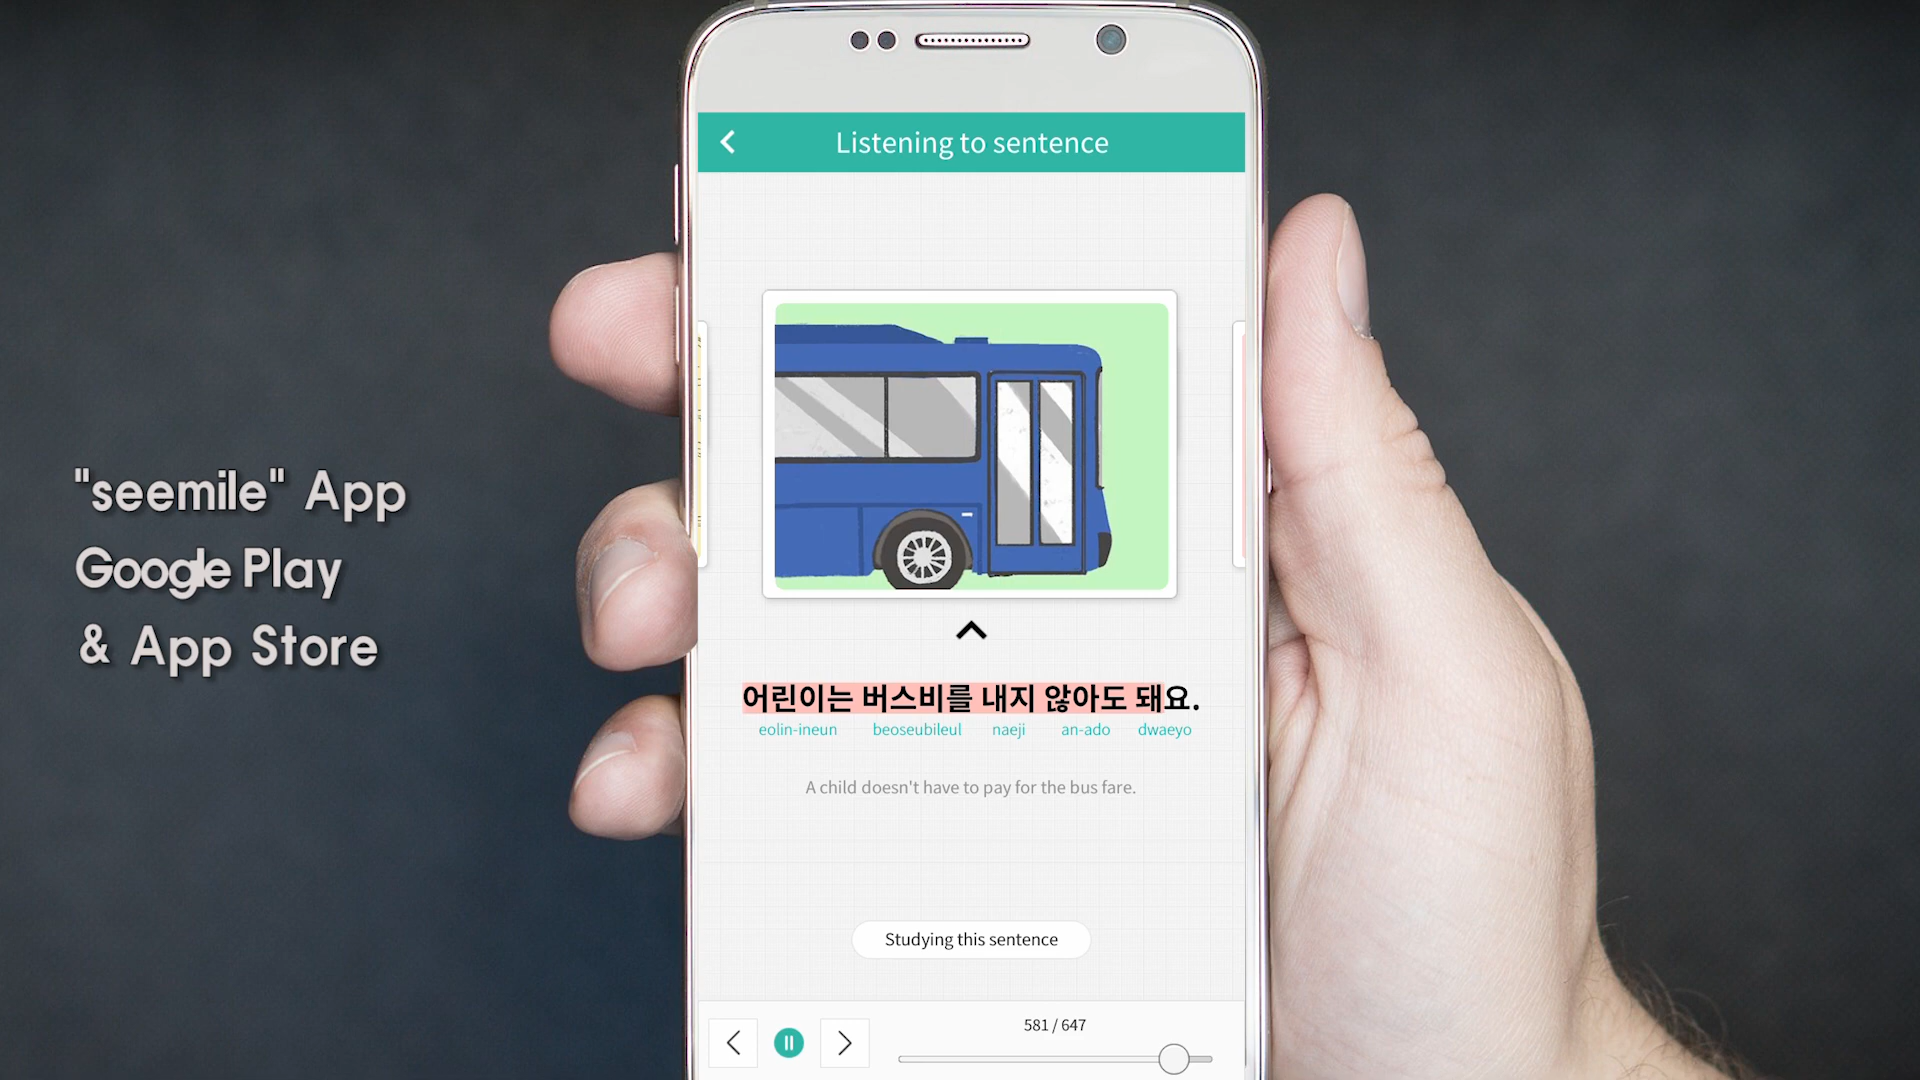 "seemile" App
Google Play
& App Store
Listening to sentence
어린이는 버스비를 내지 않아도 돼요.
eolin-ineun beoseubileul naeji an-ado dwaeyo
A child doesn't have to pay for the bus fare.
Studying this sentence
581 / 647